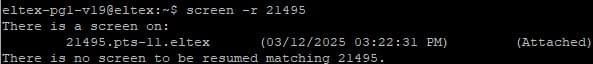 eltex-pg1-v19@eltex:~$ screen -r 21495
There is a screen on:
21495.pts-11.eltex (03/12/2025 03:22:31 PM) (Attached)
There is no screen to be resumed matching 21495.